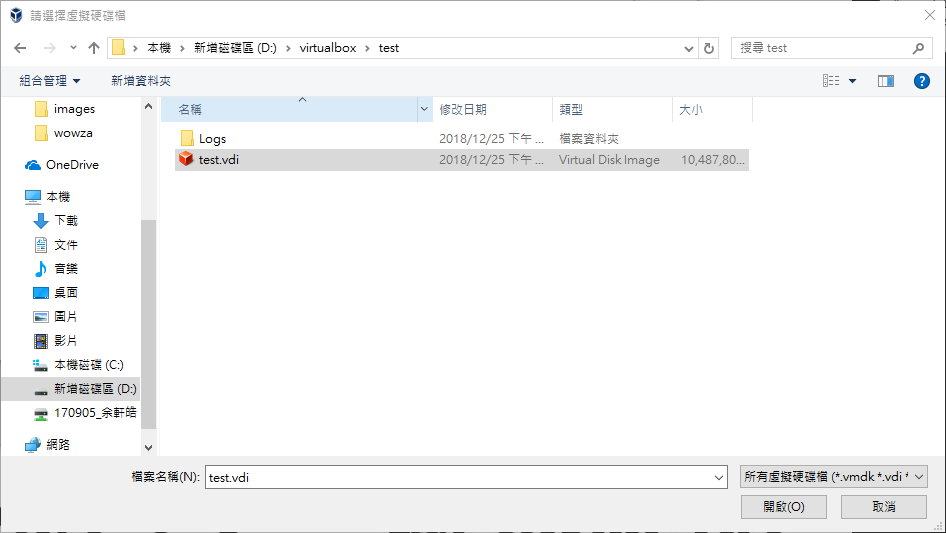 請選擇虛擬硬碟檔
本機 > 新增磁碟區 (D:) > virtualbox > test
搜尋 test
組合管理 新增資料夾
名稱 修改日期 類型 大小
images
wowza
OneDrive
本機
下載
文件
音樂
桌面
圖片
影片
本機磁碟 (C:)
新增磁碟區 (D:)
170905_余軒皓
網路
Logs 2018/12/25 下午 ... 檔案資料夾
test.vdi 2018/12/25 下午 ... Virtual Disk Image 10,487,80...
檔案名稱(N): test.vdi
所有虛擬硬碟檔 (*.vmdk *.vdi *
開啟(O) 取消